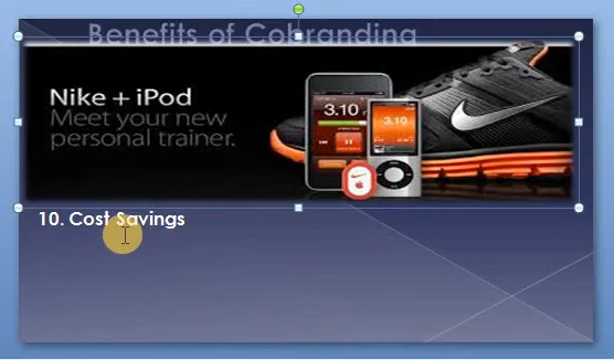 Benefits of Cobranding
Nike + iPod
Meet your new
personal trainer.
3.10
3.10
10. Cost Savings